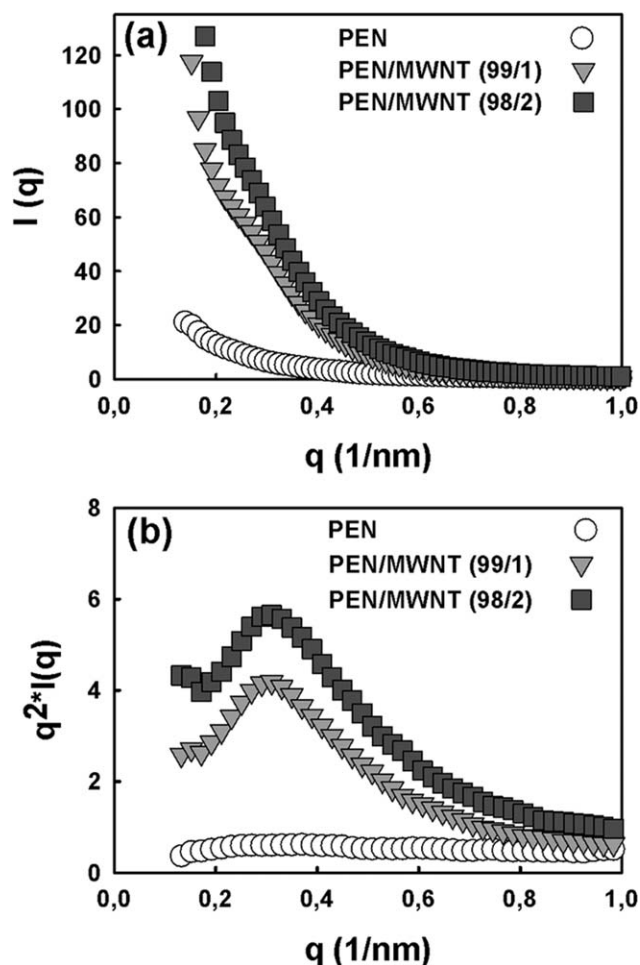 (a)
PEN
PEN/MWNT (99/1)
PEN/MWNT (98/2)
120
100
80
60
40
20
0
I (q)
0,0 0,2 0,4 0,6 0,8 1,0
q (1/nm)
(b)
PEN
PEN/MWNT (99/1)
PEN/MWNT (98/2)
8
6
4
2
0
q2*I(q)
0,0 0,2 0,4 0,6 0,8 1,0
q (1/nm)